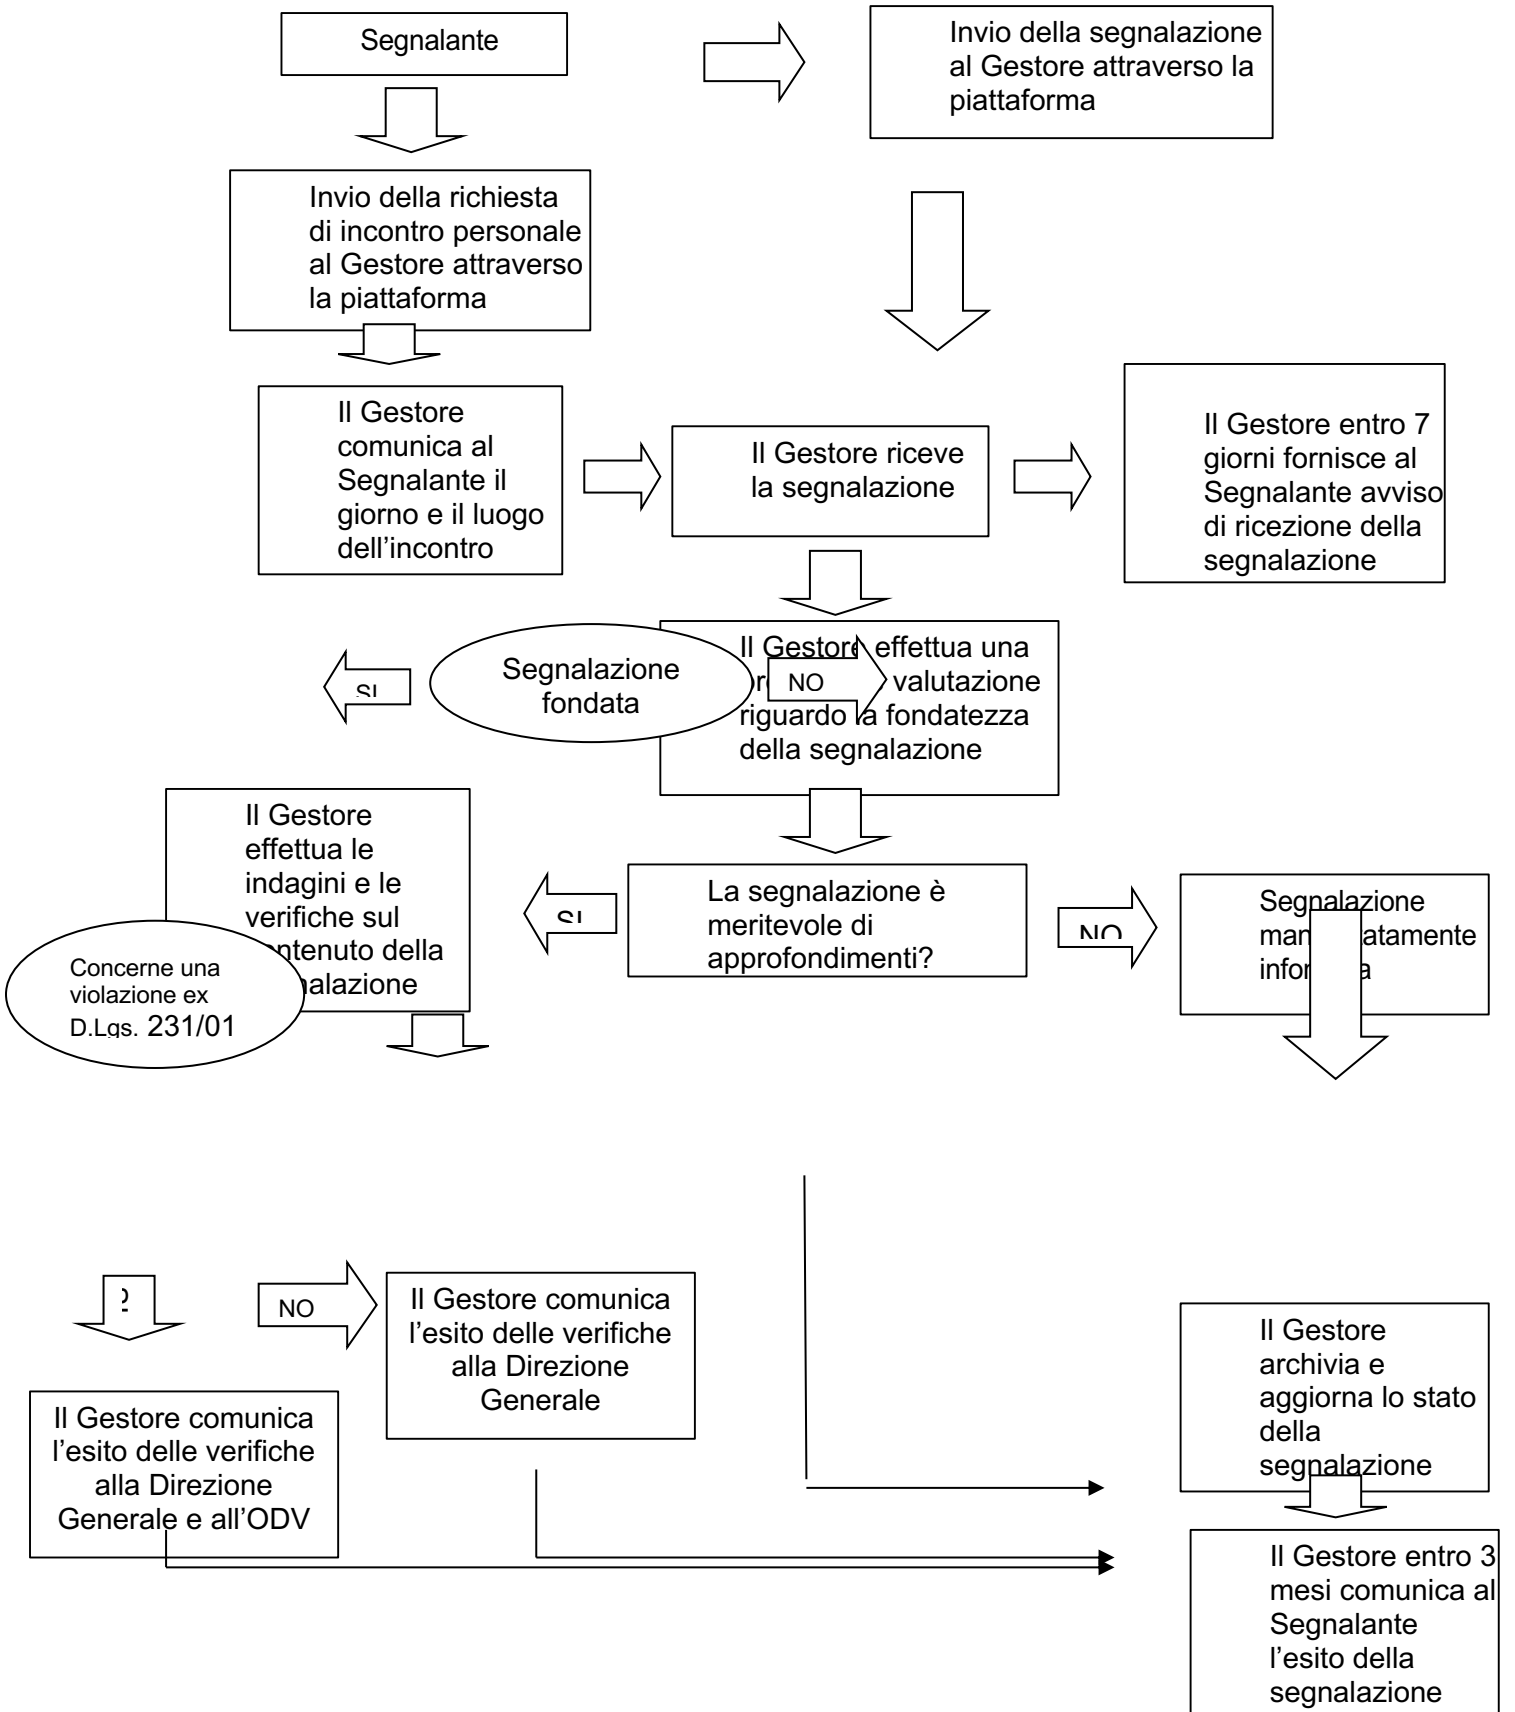 Segnalante
Invio della segnalazione
al Gestore attraverso la
piattaforma
Invio della richiesta
di incontro personale
al Gestore attraverso
la piattaforma
Il Gestore
comunica al
Segnalante il
giorno e il luogo
dell’incontro
Il Gestore riceve
la segnalazione
Il Gestore entro 7
giorni fornisce al
Segnalante avviso
di ricezione della
segnalazione
SI
Segnalazione
fondata
NO
Il Gestore effettua una
valutazione
riguardo la fondatezza
della segnalazione
Il Gestore
effettua le
indagini e le
verifiche sul
della
Concerne una
violazione ex
D.Lgs. 231/01
SI
La segnalazione è
meritevole di
approfondimenti?
NO
Segnalazione
NO
Il Gestore comunica
l’esito delle verifiche
alla Direzione
Generale
Il Gestore comunica
l’esito delle verifiche
alla Direzione
Generale e all’ODV
Il Gestore
archivia e
aggiorna lo stato
della
segnalazione
Il Gestore entro 3
mesi comunica al
Segnalante
l’esito della
segnalazione